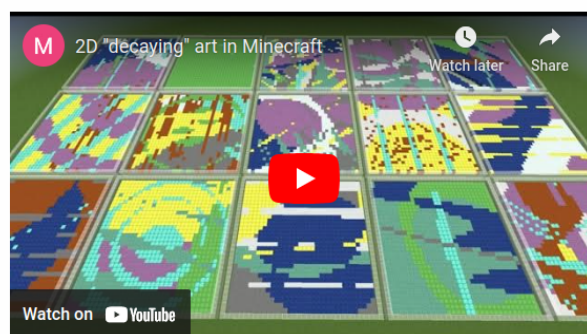 M 2D "decaying" art in Minecraft
Watch later
Share
Watch on YouTube